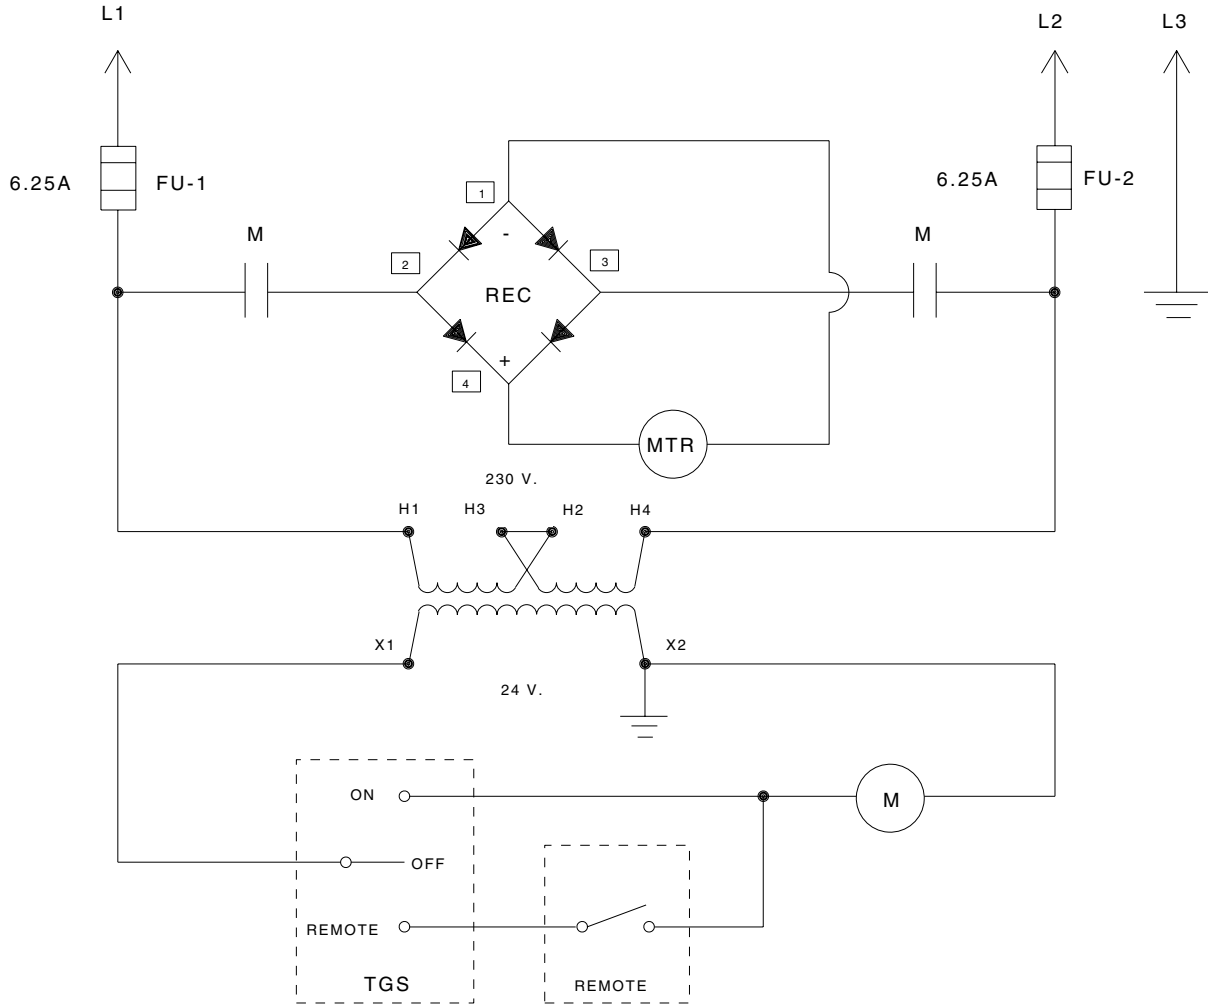 L1
L2
L3
6.25A
FU-1
6.25A
FU-2
1
M
-
M
2
3
REC
+
4
MTR
230 V.
H1
H3
H2
H4
X1
X2
24 V.
ON
M
OFF
REMOTE
TGS
REMOTE